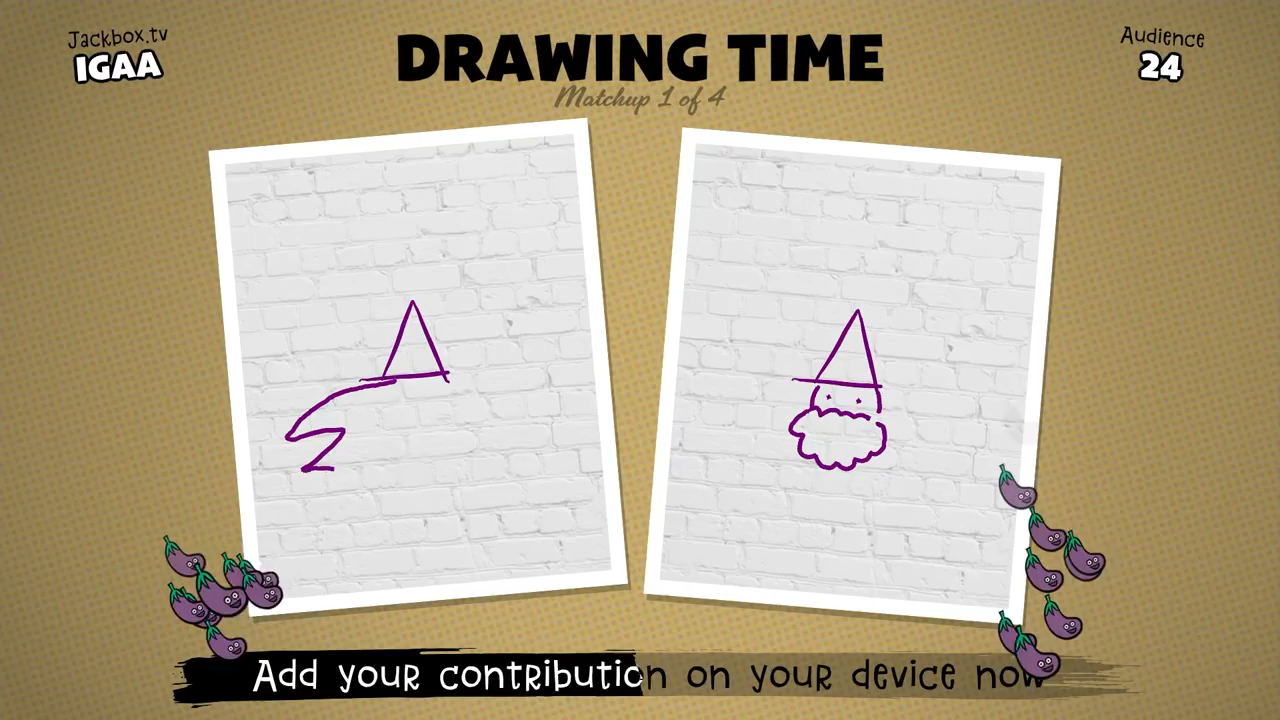 Jackbox.tv
IGAA
DRAWING TIME
Matchup 1 of 4
Audience
24
Add your contribution on your device now